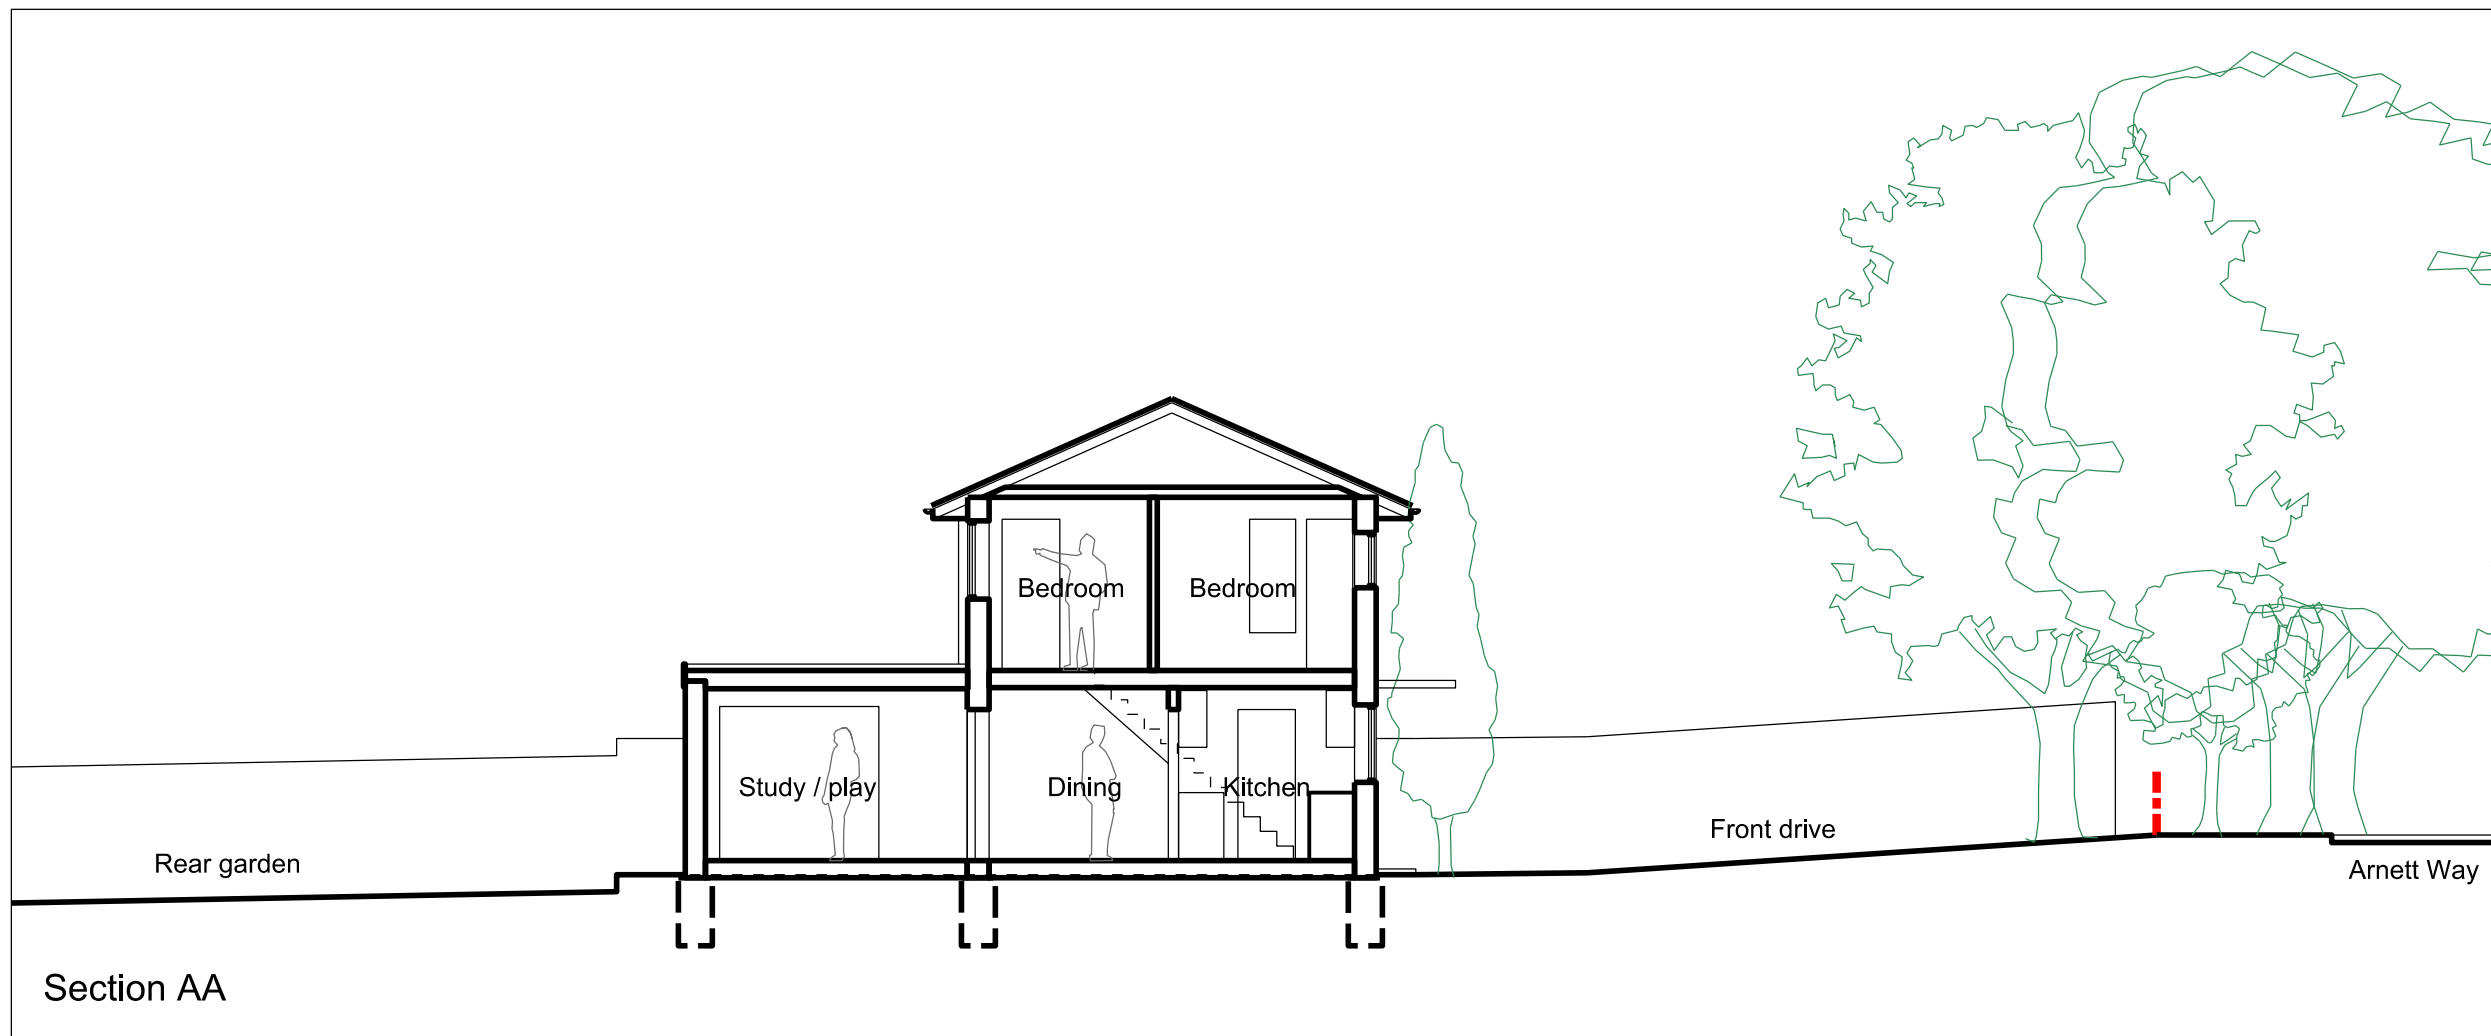 Bedroom
Bedroom
Study / play
Dining
Kitchen
Front drive
Rear garden
Arnett Way
Section AA